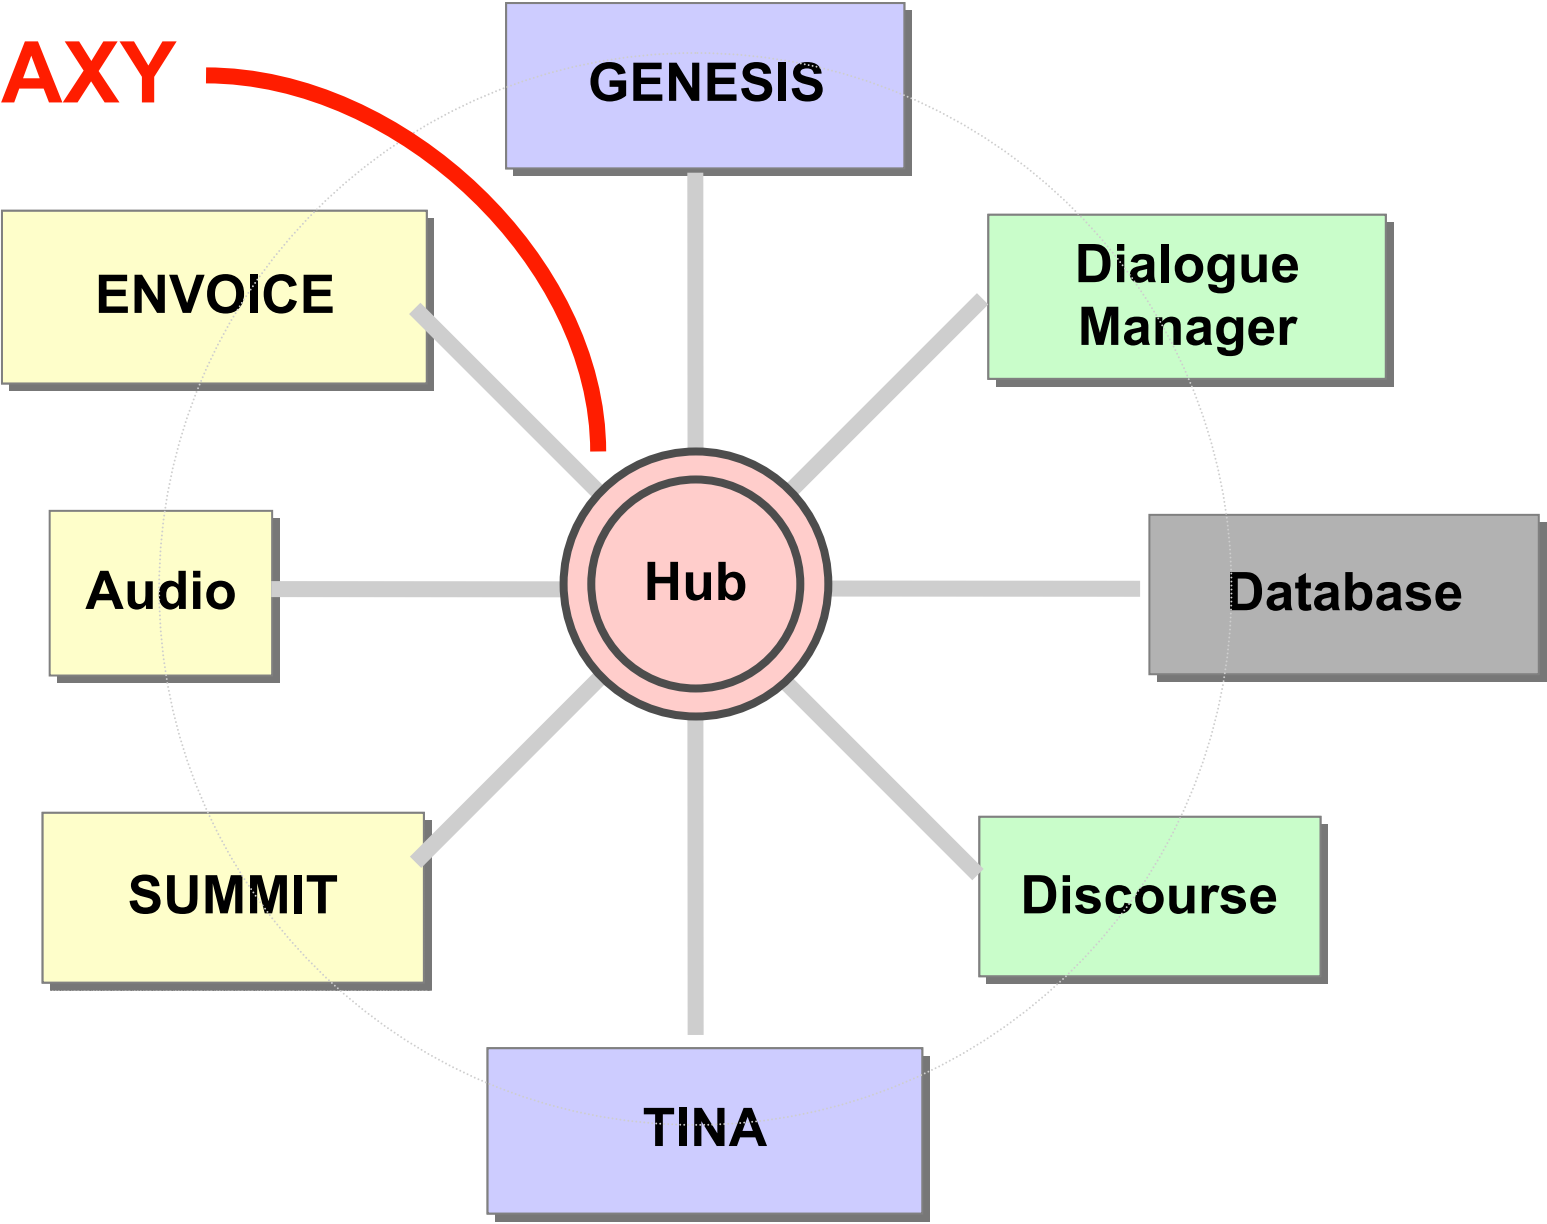 AXY
GENESIS
ENVOICE
Dialogue
Manager
Audio
Hub
Database
SUMMIT
Discourse
TINA